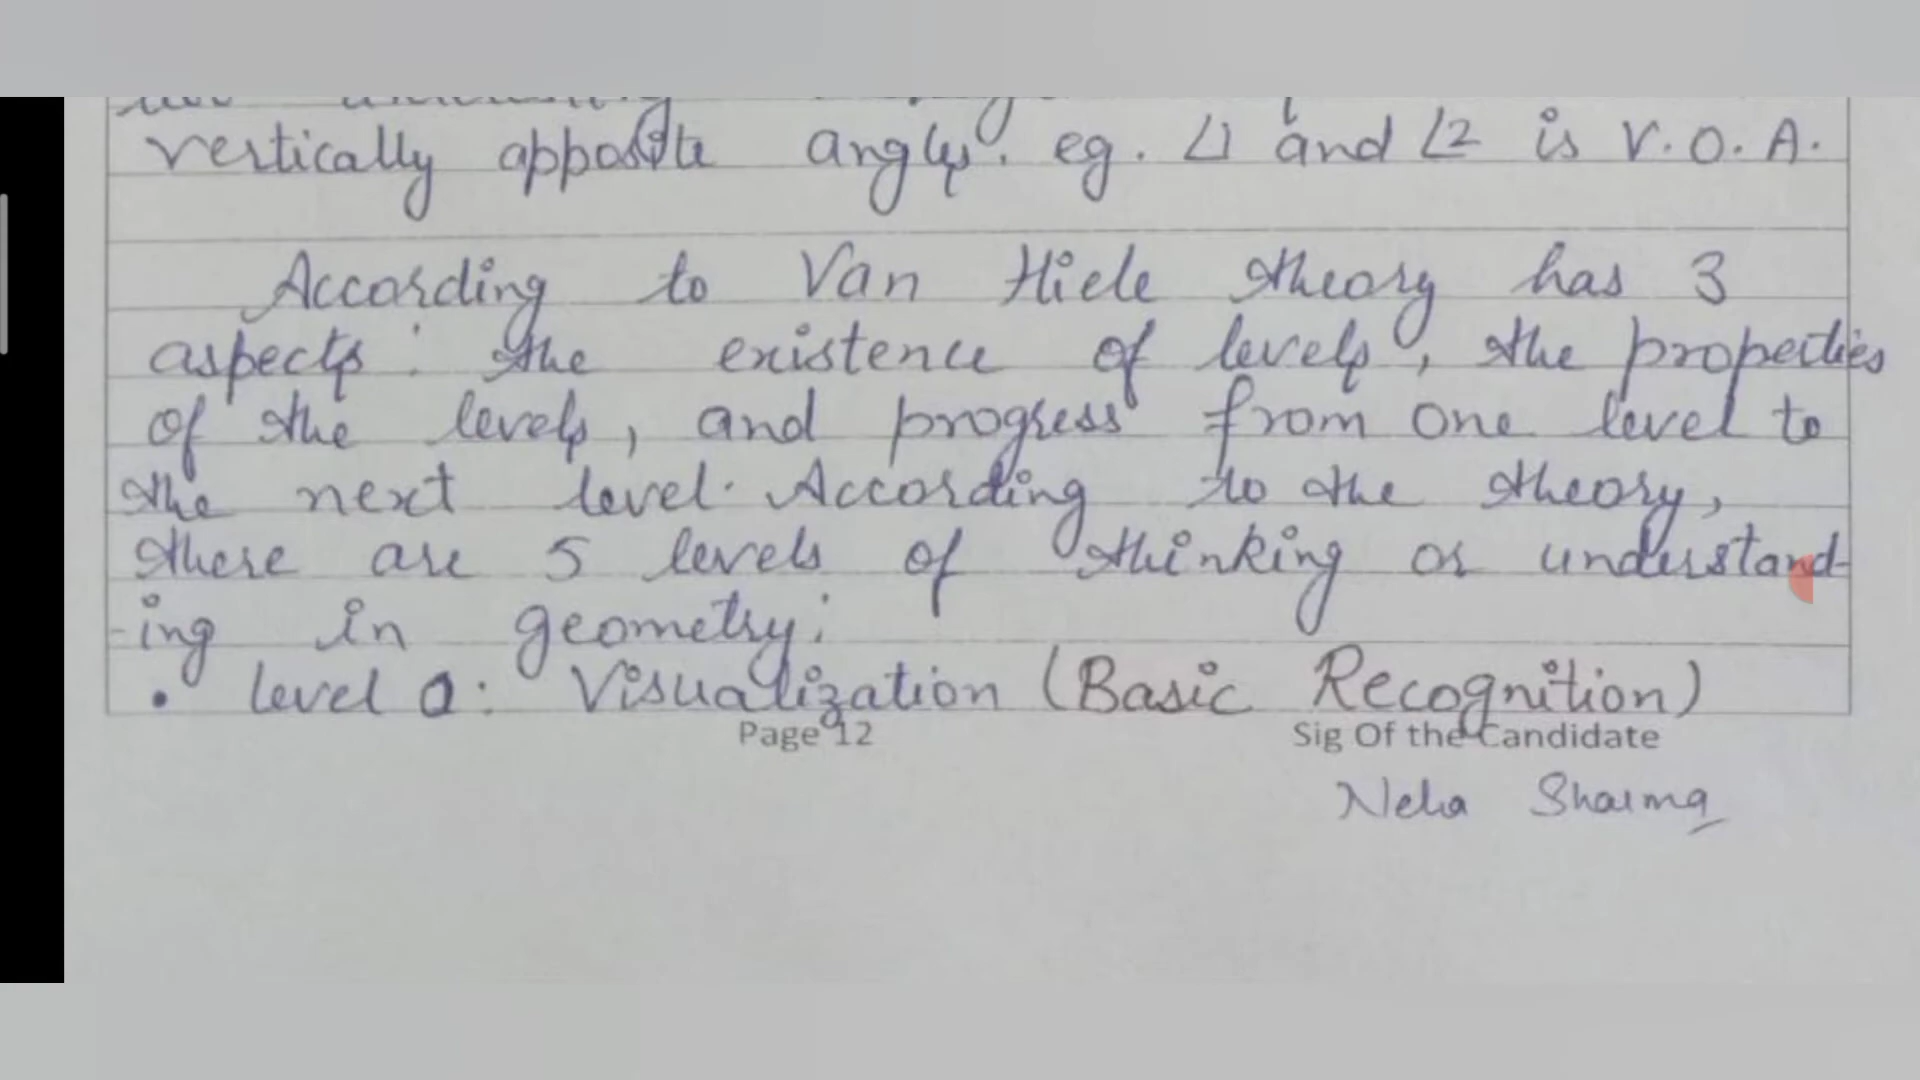 vertically opposite angles. eg. ∠1 and ∠2 is V.O.A.
According to Van Hiele theory has 3
aspects: the existence of levels, the properties
of the levels, and progress from one level to
the next level. According to the theory,
there are 5 levels of thinking or understand-
-ing in geometry:
• level 0: Visualization (Basic Recognition)
Page 12 Sig Of the Candidate
Neha Sharma